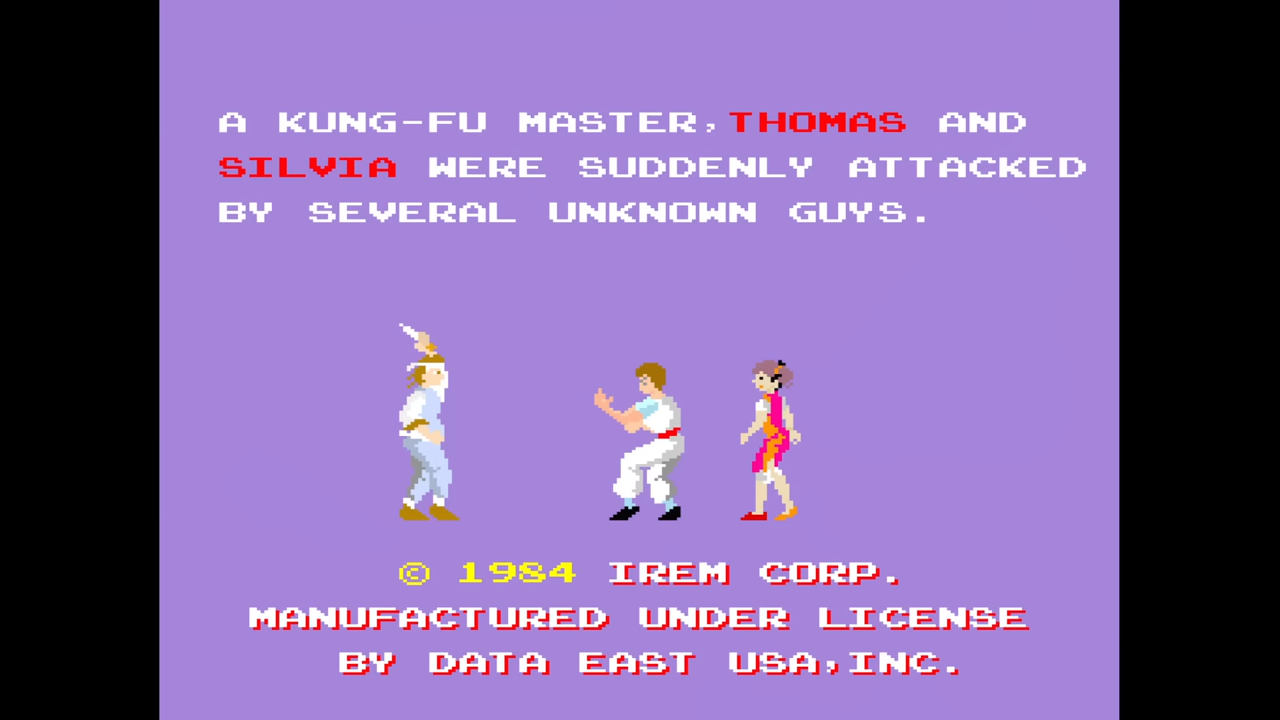 A KUNG-FU MASTER,THOMAS AND
SILVIA WERE SUDDENLY ATTACKED
BY SEVERAL UNKNOWN GUYS.
© 1984 IREM CORP.
MANUFACTURED UNDER LICENSE
BY DATA EAST USA,INC.